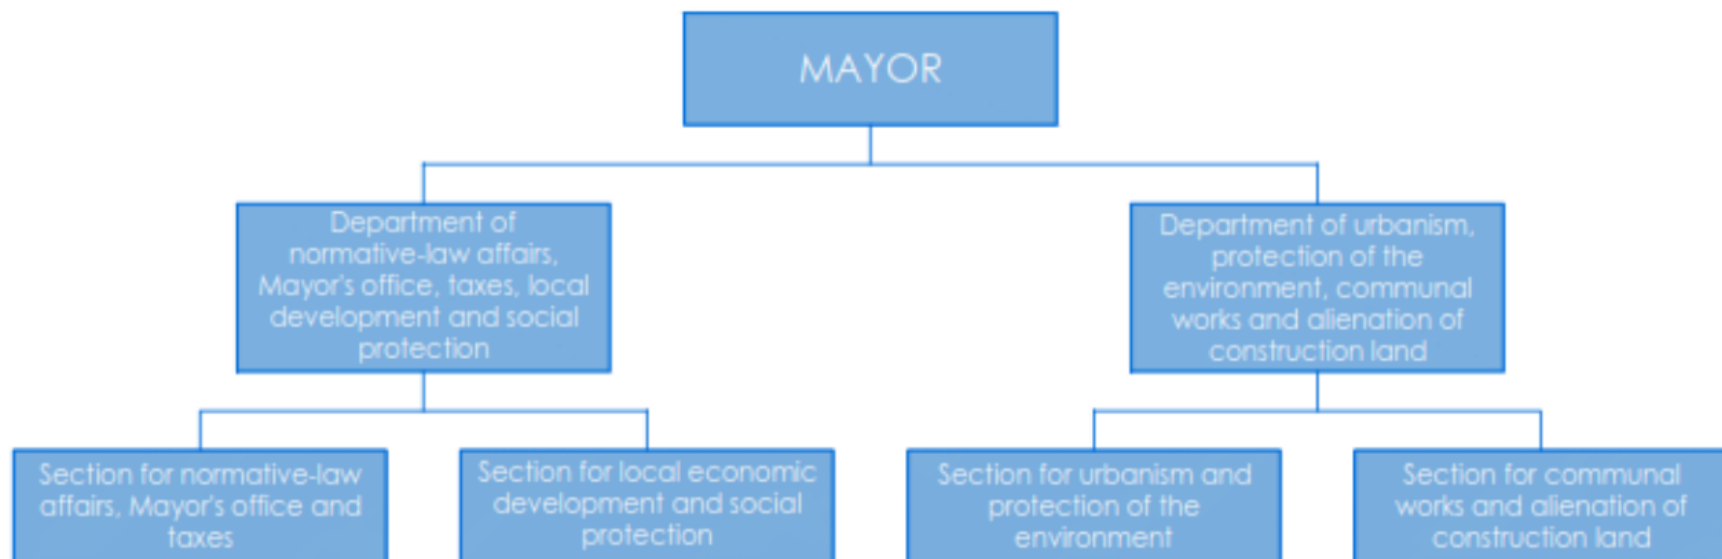 MAYOR
Department of
normative-law affairs,
Mayor's office, taxes, local
development and social
protection
Department of urbanism,
protection of the
environment, communal
works and alienation of
construction land
Section for normative-law
affairs, Mayor's office and
taxes
Section for local economic
development and social
protection
Section for urbanism and
protection of the
environment
Section for communal
works and alienation of
construction land